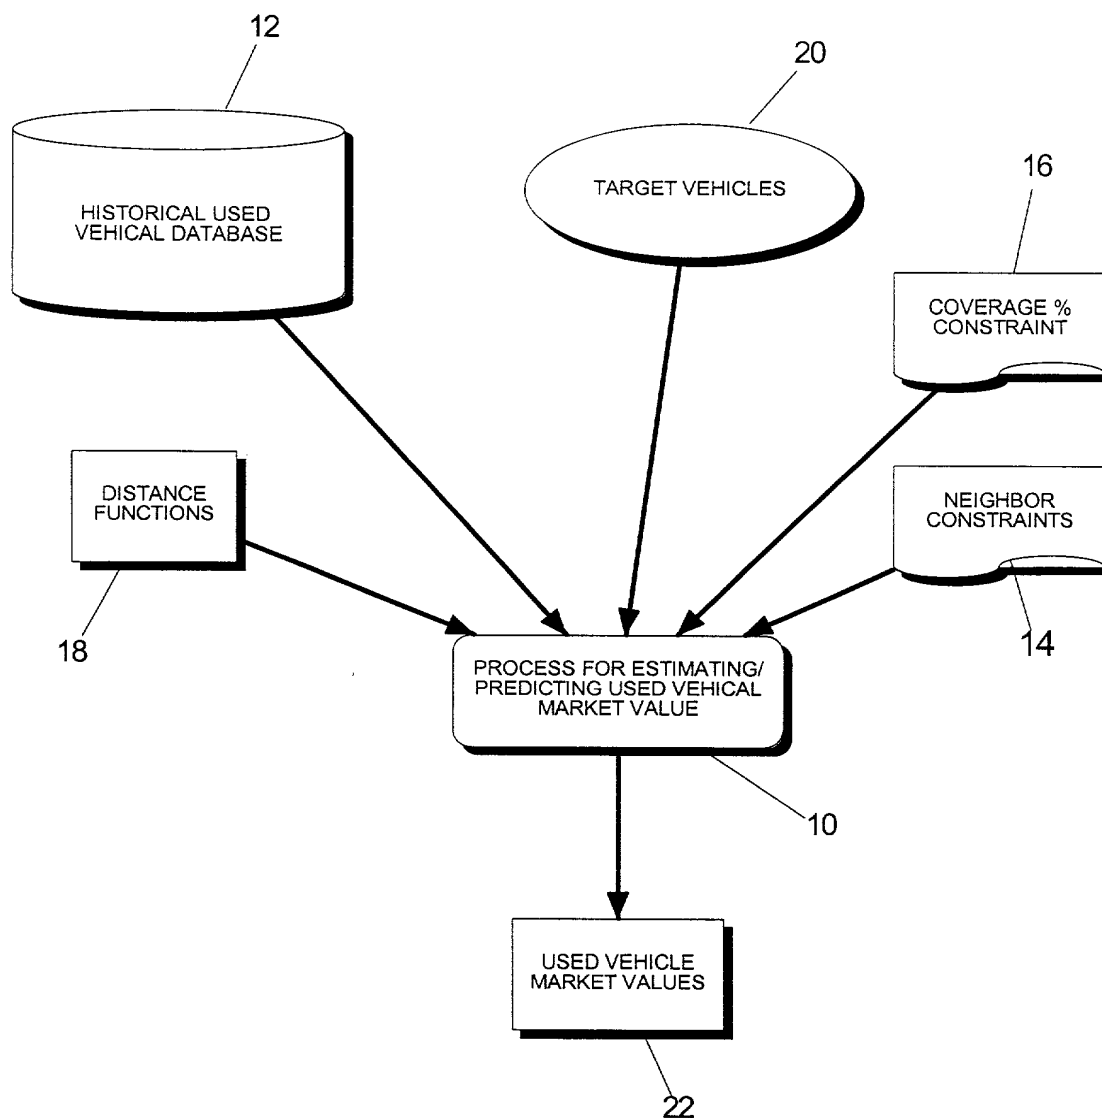 12
20
16
HISTORICAL USED
VEHICAL DATABASE
TARGET VEHICLES
COVERAGE %
CONSTRAINT
DISTANCE
FUNCTIONS
NEIGHBOR
CONSTRAINTS
18
14
PROCESS FOR ESTIMATING/
PREDICTING USED VEHICAL
MARKET VALUE
10
USED VEHICLE
MARKET VALUES
22